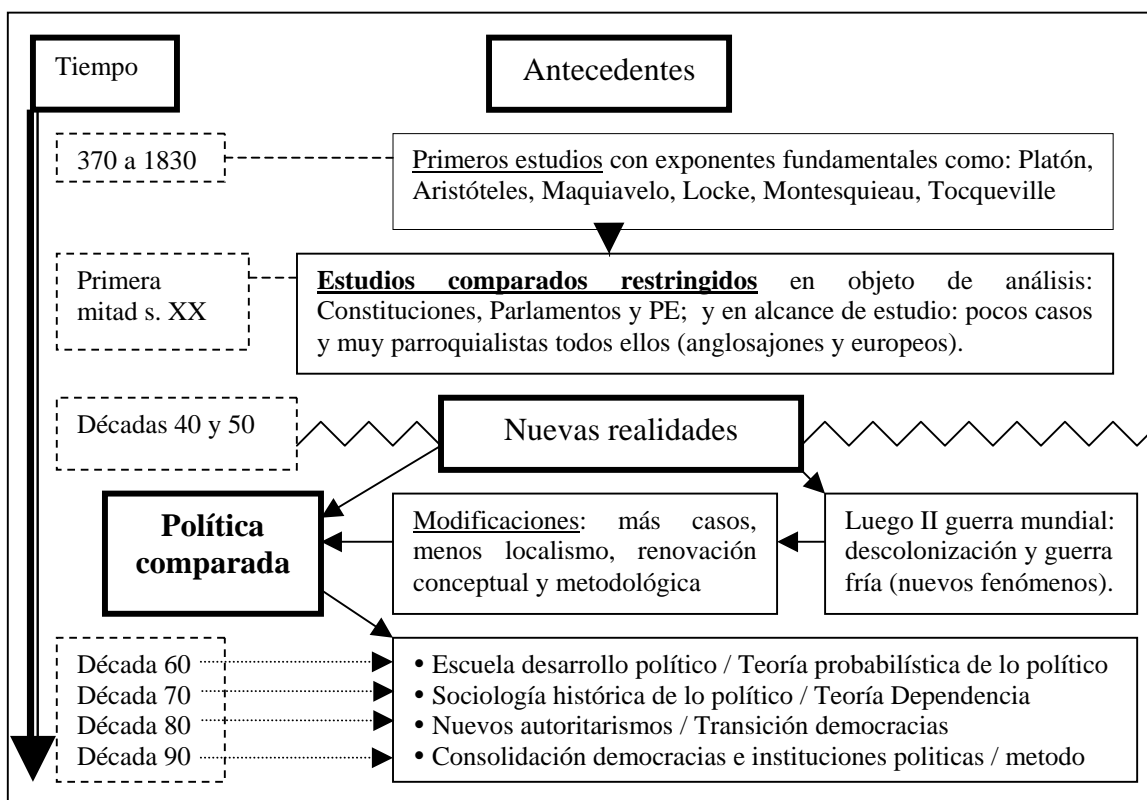 Tiempo
Antecedentes
370 a 1830
Primeros estudios con exponentes fundamentales como: Platón,
Aristóteles, Maquiavelo, Locke, Montesquieau, Tocqueville
Primera
mitad s. XX
Estudios comparados restringidos en objeto de análisis:
Constituciones, Parlamentos y PE; y en alcance de estudio: pocos casos
y muy parroquialistas todos ellos (anglosajones y europeos).
Décadas 40 y 50
Nuevas realidades
Política
comparada
Modificaciones: más casos,
menos localismo, renovación
conceptual y metodológica
Luego II guerra mundial:
descolonización y guerra
fría (nuevos fenómenos).
Década 60
• Escuela desarrollo político / Teoría probabilística de lo político
Década 70
• Sociología histórica de lo político / Teoría Dependencia
Década 80
• Nuevos autoritarismos / Transición democracias
Década 90
• Consolidación democracias e instituciones politicas / metodo